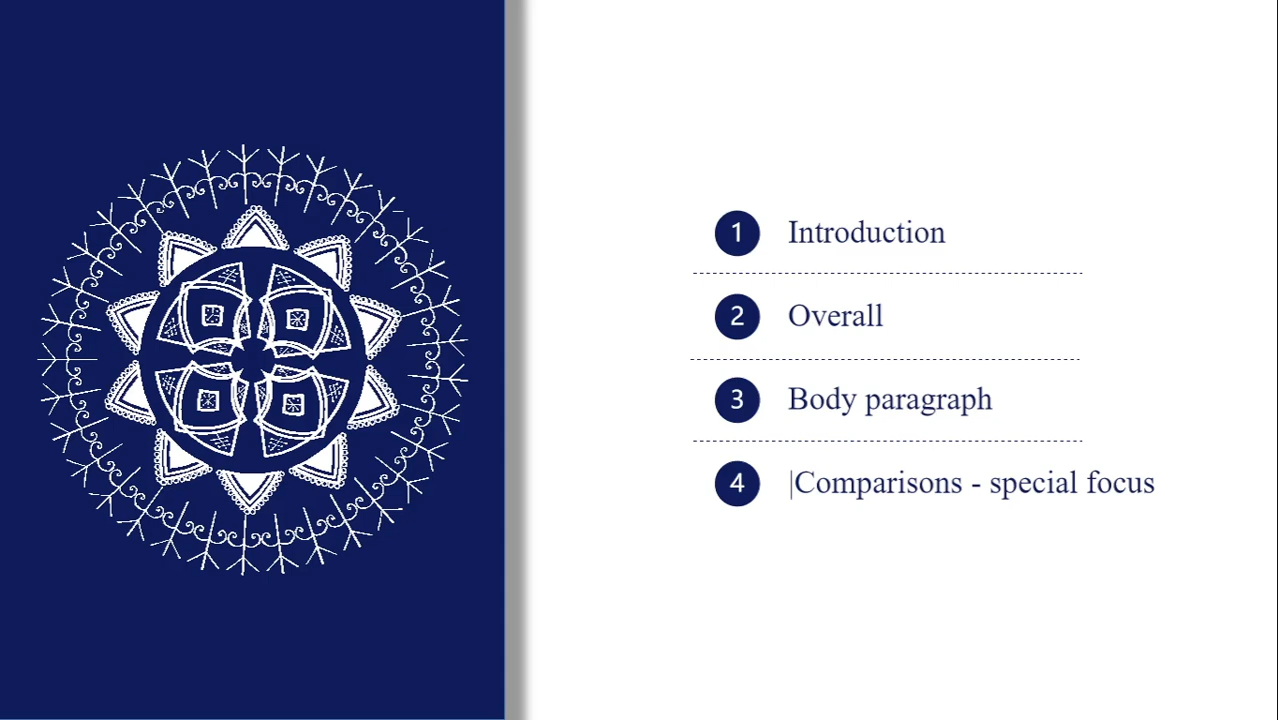 1 Introduction
2 Overall
3 Body paragraph
4 Comparisons - special focus